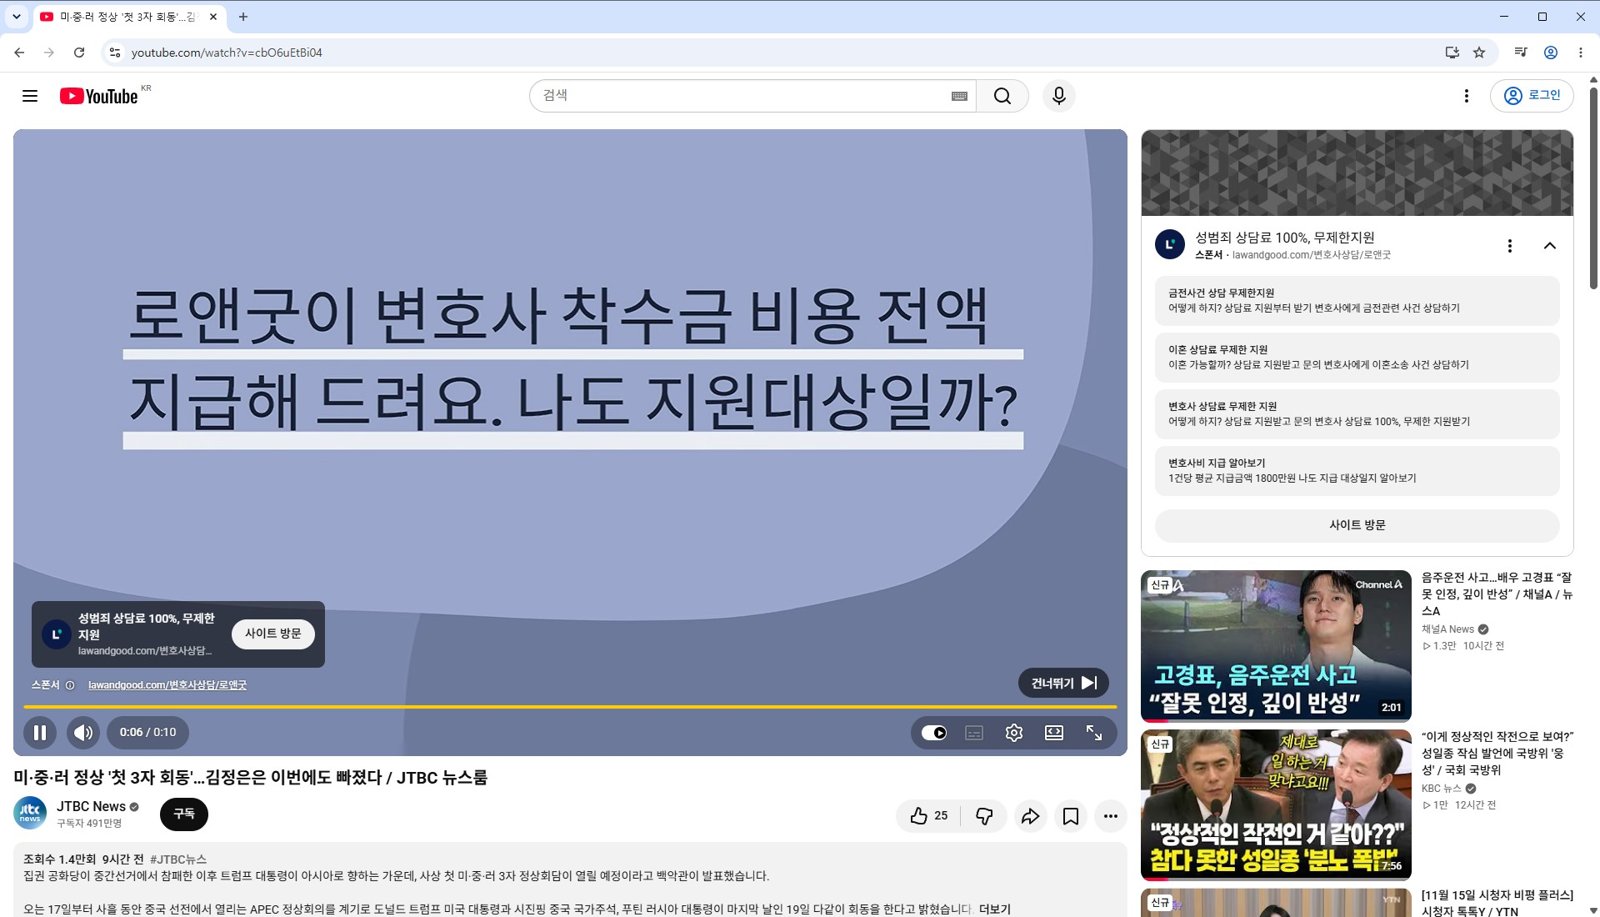 미·중·러 정상 '첫 3자 회동'...김
youtube.com/watch?v=cbO6uEtBi04
YouTube KR
검색
로그인
로앤굿이 변호사 착수금 비용 전액
지급해 드려요. 나도 지원대상일까?
성범죄 상담료 100%, 무제한
지원
lawandgood.com/변호사상담...
사이트 방문
스폰서
lawandgood.com/변호사상담/로앤굿
건너뛰기
0:06 / 0:10
미·중·러 정상 '첫 3자 회동'...김정은은 이번에도 빠졌다 / JTBC 뉴스룸
jtbc news
JTBC News
구독자 491만명
구독
25
조회수 1.4만회 9시간 전 #JTBC뉴스
집권 공화당이 중간선거에서 참패한 이후 트럼프 대통령이 아시아로 향하는 가운데, 사상 첫 미·중·러 3자 정상회담이 열릴 예정이라고 백악관이 발표했습니다.
오는 17일부터 사흘 동안 중국 선전에서 열리는 APEC 정상회의를 계기로 도널드 트럼프 미국 대통령과 시진핑 중국 국가주석, 푸틴 러시아 대통령이 마지막 날인 19일 다같이 회동을 한다고 밝혔습니다. 더보기
성범죄 상담료 100%, 무제한지원
스폰서 · lawandgood.com/변호사상담/로앤굿
금전사건 상담 무제한지원
어떻게 하지? 상담료 지원부터 받기 변호사에게 금전관련 사건 상담하기
이혼 상담료 무제한 지원
이혼 가능할까? 상담료 지원받고 문의 변호사에게 이혼소송 사건 상담하기
변호사 상담료 무제한 지원
어떻게 하지? 상담료 지원받고 문의 변호사 상담료 100%, 무제한 지원받기
변호사비 지급 알아보기
1건당 평균 지급금액 1800만원 나도 지급 대상일지 알아보기
사이트 방문
신규
Channel A
고경표, 음주운전 사고
“잘못 인정, 깊이 반성”
2:01
음주운전 사고...배우 고경표 “잘
못 인정, 깊이 반성” / 채널A / 뉴
스A
채널A News
1.3만 10시간 전
신규
제대로
일 하는 거
맞냐고요!!!
"정상적인 작전인 거 같아??"
참다 못한 성일종 '분노 폭발'
7:56
“이게 정상적인 작전으로 보여?”
성일종 작심 발언에 국방위 '웅
성' / 국회 국방위
KBC 뉴스
1만 12시간 전
신규
YTN
[11월 15일 시청자 비평 플러스]
시청자 톡톡Y / YTN